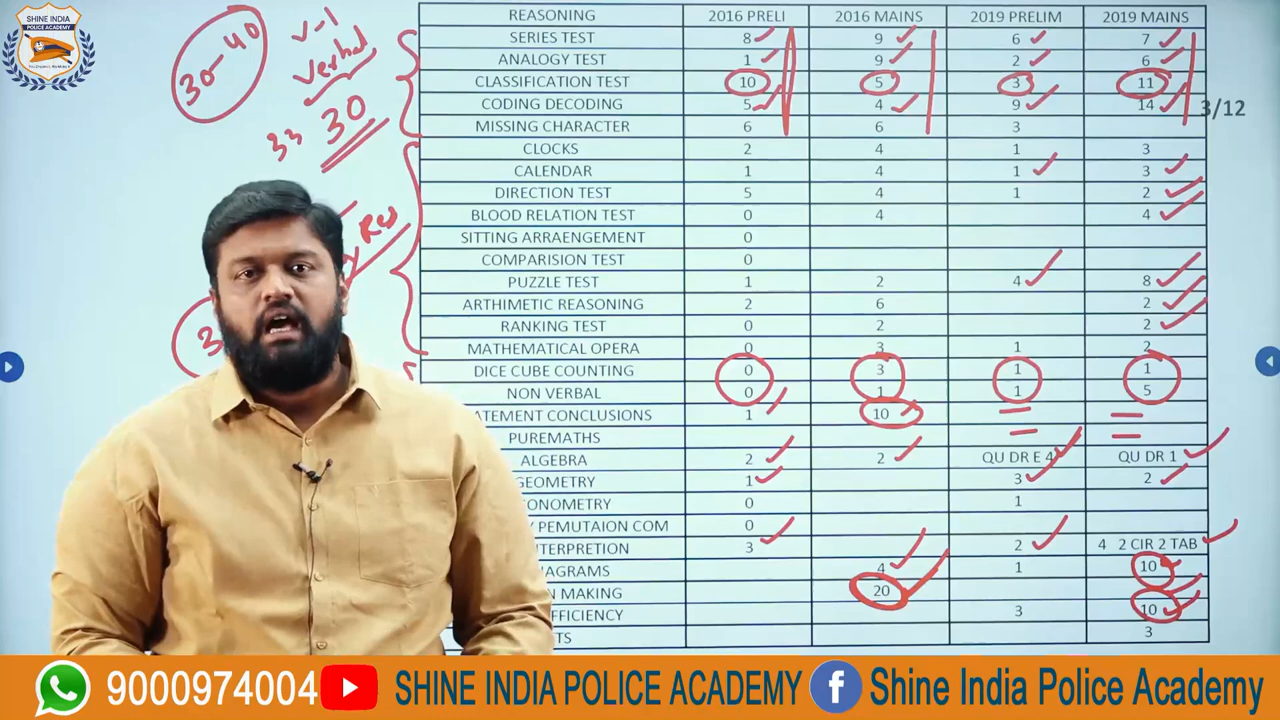 SHINE INDIA
POLICE ACADEMY
30-40
V-1
Verbal
33 30
Res
3/12
REASONING 2016 PRELI 2016 MAINS 2019 PRELIM 2019 MAINS
SERIES TEST 8 9 6 7
ANALOGY TEST 1 9 2 6
CLASSIFICATION TEST 10 5 3 11
CODING DECODING 5 4 9 14
MISSING CHARACTER 6 6 3
CLOCKS 2 4 1 3
CALENDAR 1 4 1 3
DIRECTION TEST 5 4 1 2
BLOOD RELATION TEST 0 4 4
SITTING ARRAENGEMENT 0
COMPARISION TEST 0
PUZZLE TEST 1 2 4 8
ARTHIMETIC REASONING 2 6 2
RANKING TEST 0 2 2
MATHEMATICAL OPERA 0 3 1 2
DICE CUBE COUNTING 0 3 1 1
NON VERBAL 0 1 1 5
ATEMENT CONCLUSIONS 1 10
PUREMATHS
ALGEBRA 2 2 QU DR E 4 QU DR 1
GEOMETRY 1 3 2
ONOMETRY 0 1
PEMUTAION COM 0
NTERPRETION 3 2 4 2 CIR 2 TAB
AGRAMS 4 1 10
N MAKING 20
FFICIENCY 3 10
TS 3
9000974004 SHINE INDIA POLICE ACADEMY f Shine India Police Academy